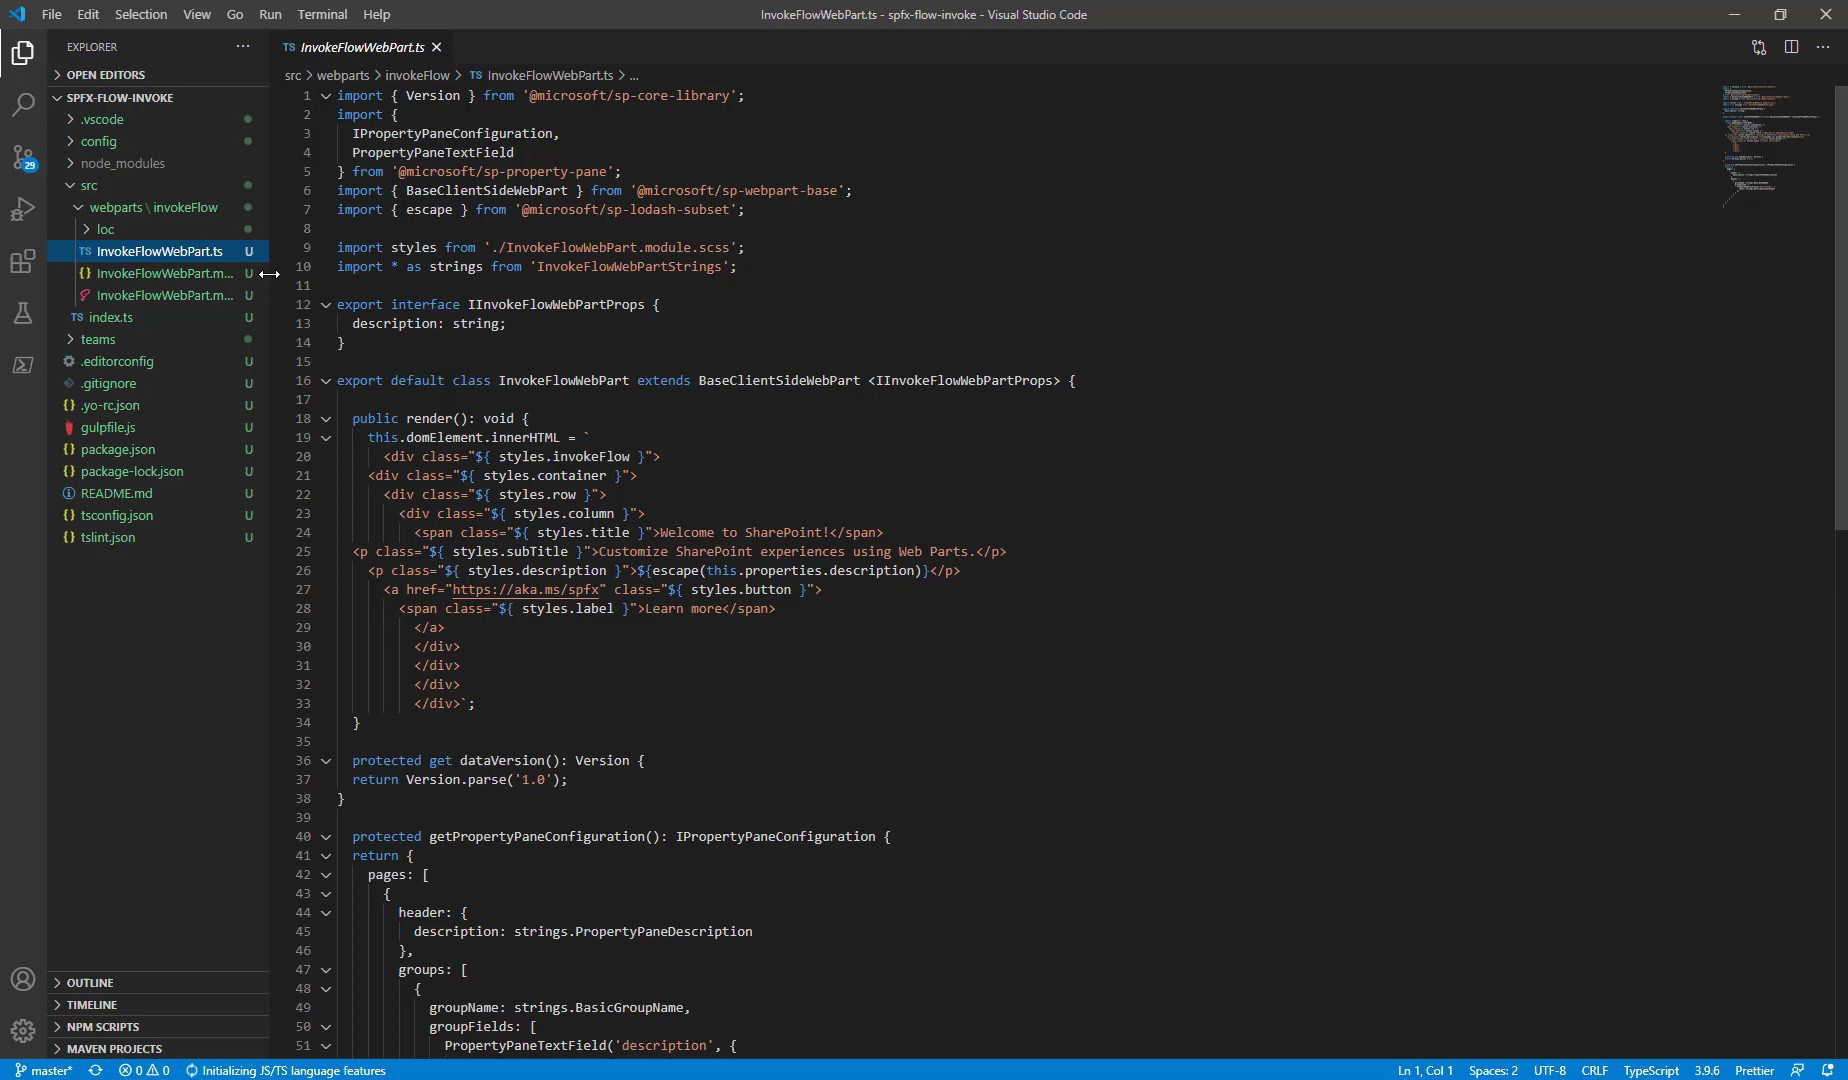 File Edit Selection View Go Run Terminal Help
InvokeFlowWebPart.ts - spfx-flow-invoke - Visual Studio Code
EXPLORER
OPEN EDITORS
SPFX-FLOW-INVOKE
.vscode
config
node_modules
src
webparts \ invokeFlow
loc
TS InvokeFlowWebPart.ts U
{} InvokeFlowWebPart.m... U
InvokeFlowWebPart.m... U
TS index.ts U
teams
.editorconfig U
.gitignore U
{} .yo-rc.json U
gulpfile.js U
{} package.json U
{} package-lock.json U
README.md U
{} tsconfig.json U
{} tslint.json U
OUTLINE
TIMELINE
NPM SCRIPTS
MAVEN PROJECTS
29
TS InvokeFlowWebPart.ts
src > webparts > invokeFlow > TS InvokeFlowWebPart.ts > ...
1 import { Version } from '@microsoft/sp-core-library';
2 import {
3 IPropertyPaneConfiguration,
4 PropertyPaneTextField
5 } from '@microsoft/sp-property-pane';
6 import { BaseClientSideWebPart } from '@microsoft/sp-webpart-base';
7 import { escape } from '@microsoft/sp-lodash-subset';
8
9 import styles from './InvokeFlowWebPart.module.scss';
10 import * as strings from 'InvokeFlowWebPartStrings';
11
12 export interface IInvokeFlowWebPartProps {
13 description: string;
14 }
15
16 export default class InvokeFlowWebPart extends BaseClientSideWebPart <IInvokeFlowWebPartProps> {
17
18 public render(): void {
19 this.domElement.innerHTML = `
20 <div class="${ styles.invokeFlow }">
21 <div class="${ styles.container }">
22 <div class="${ styles.row }">
23 <div class="${ styles.column }">
24 <span class="${ styles.title }">Welcome to SharePoint!</span>
25 <p class="${ styles.subTitle }">Customize SharePoint experiences using Web Parts.</p>
26 <p class="${ styles.description }">${escape(this.properties.description)}</p>
27 <a href="https://aka.ms/spfx" class="${ styles.button }">
28 <span class="${ styles.label }">Learn more</span>
29 </a>
30 </div>
31 </div>
32 </div>
33 </div>`;
34 }
35
36 protected get dataVersion(): Version {
37 return Version.parse('1.0');
38 }
39
40 protected getPropertyPaneConfiguration(): IPropertyPaneConfiguration {
41 return {
42 pages: [
43 {
44 header: {
45 description: strings.PropertyPaneDescription
46 },
47 groups: [
48 {
49 groupName: strings.BasicGroupName,
50 groupFields: [
51 PropertyPaneTextField('description', {
master* 0 0 Initializing JS/TS language features Ln 1, Col 1 Spaces: 2 UTF-8 CRLF TypeScript 3.9.6 Prettier